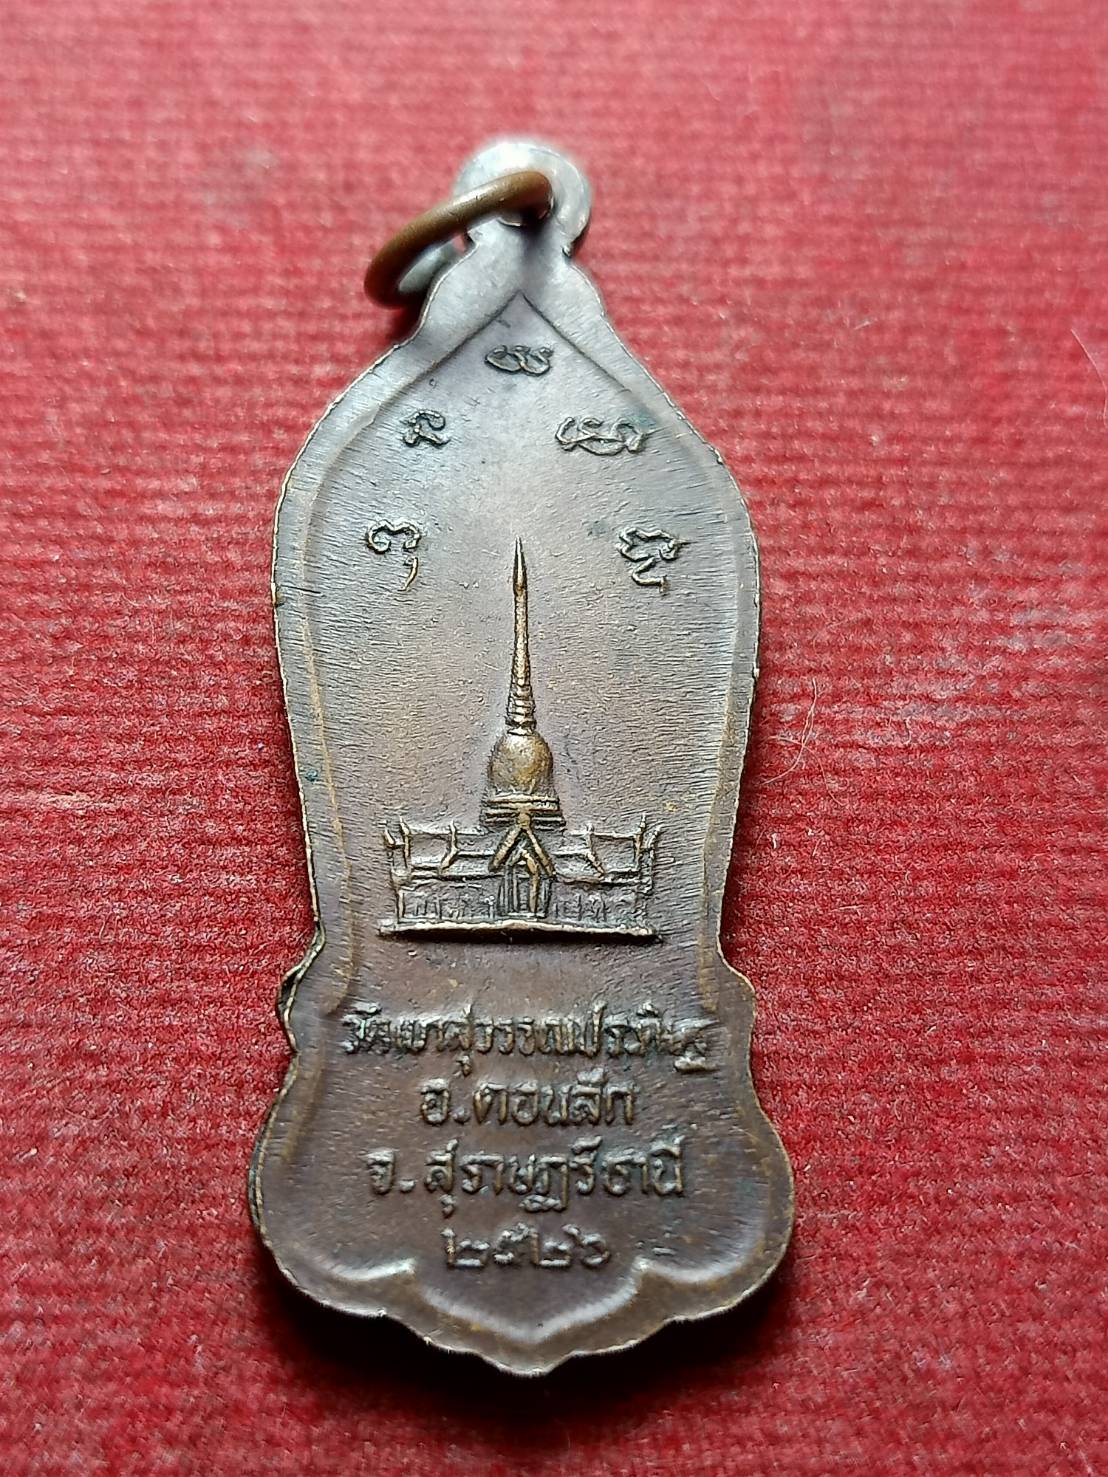 วัดเขาสุวรรณประดิษฐ์
อ.ดอนสัก
จ.สุราษฎร์ธานี
๒๕๒๖